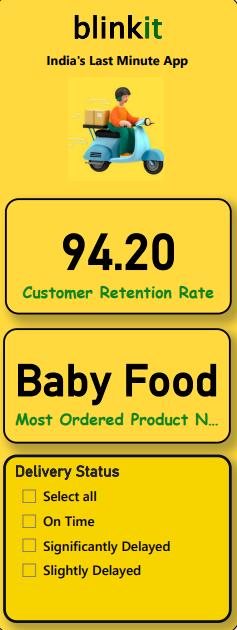 blinkit
India's Last Minute App
94.20
Customer Retention Rate
Baby Food
Most Ordered Product N...
Delivery Status
Select all
On Time
Significantly Delayed
Slightly Delayed